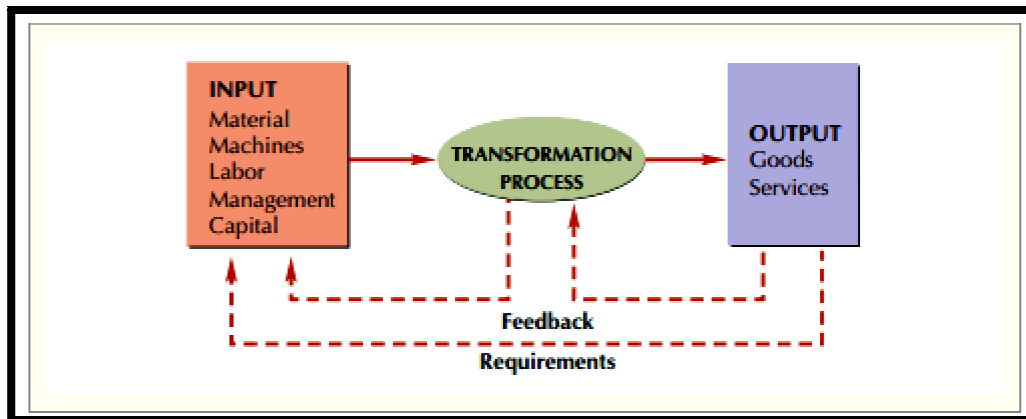 INPUT
Material
Machines
Labor
Management
Capital
TRANSFORMATION
PROCESS
OUTPUT
Goods
Services
Feedback
Requirements